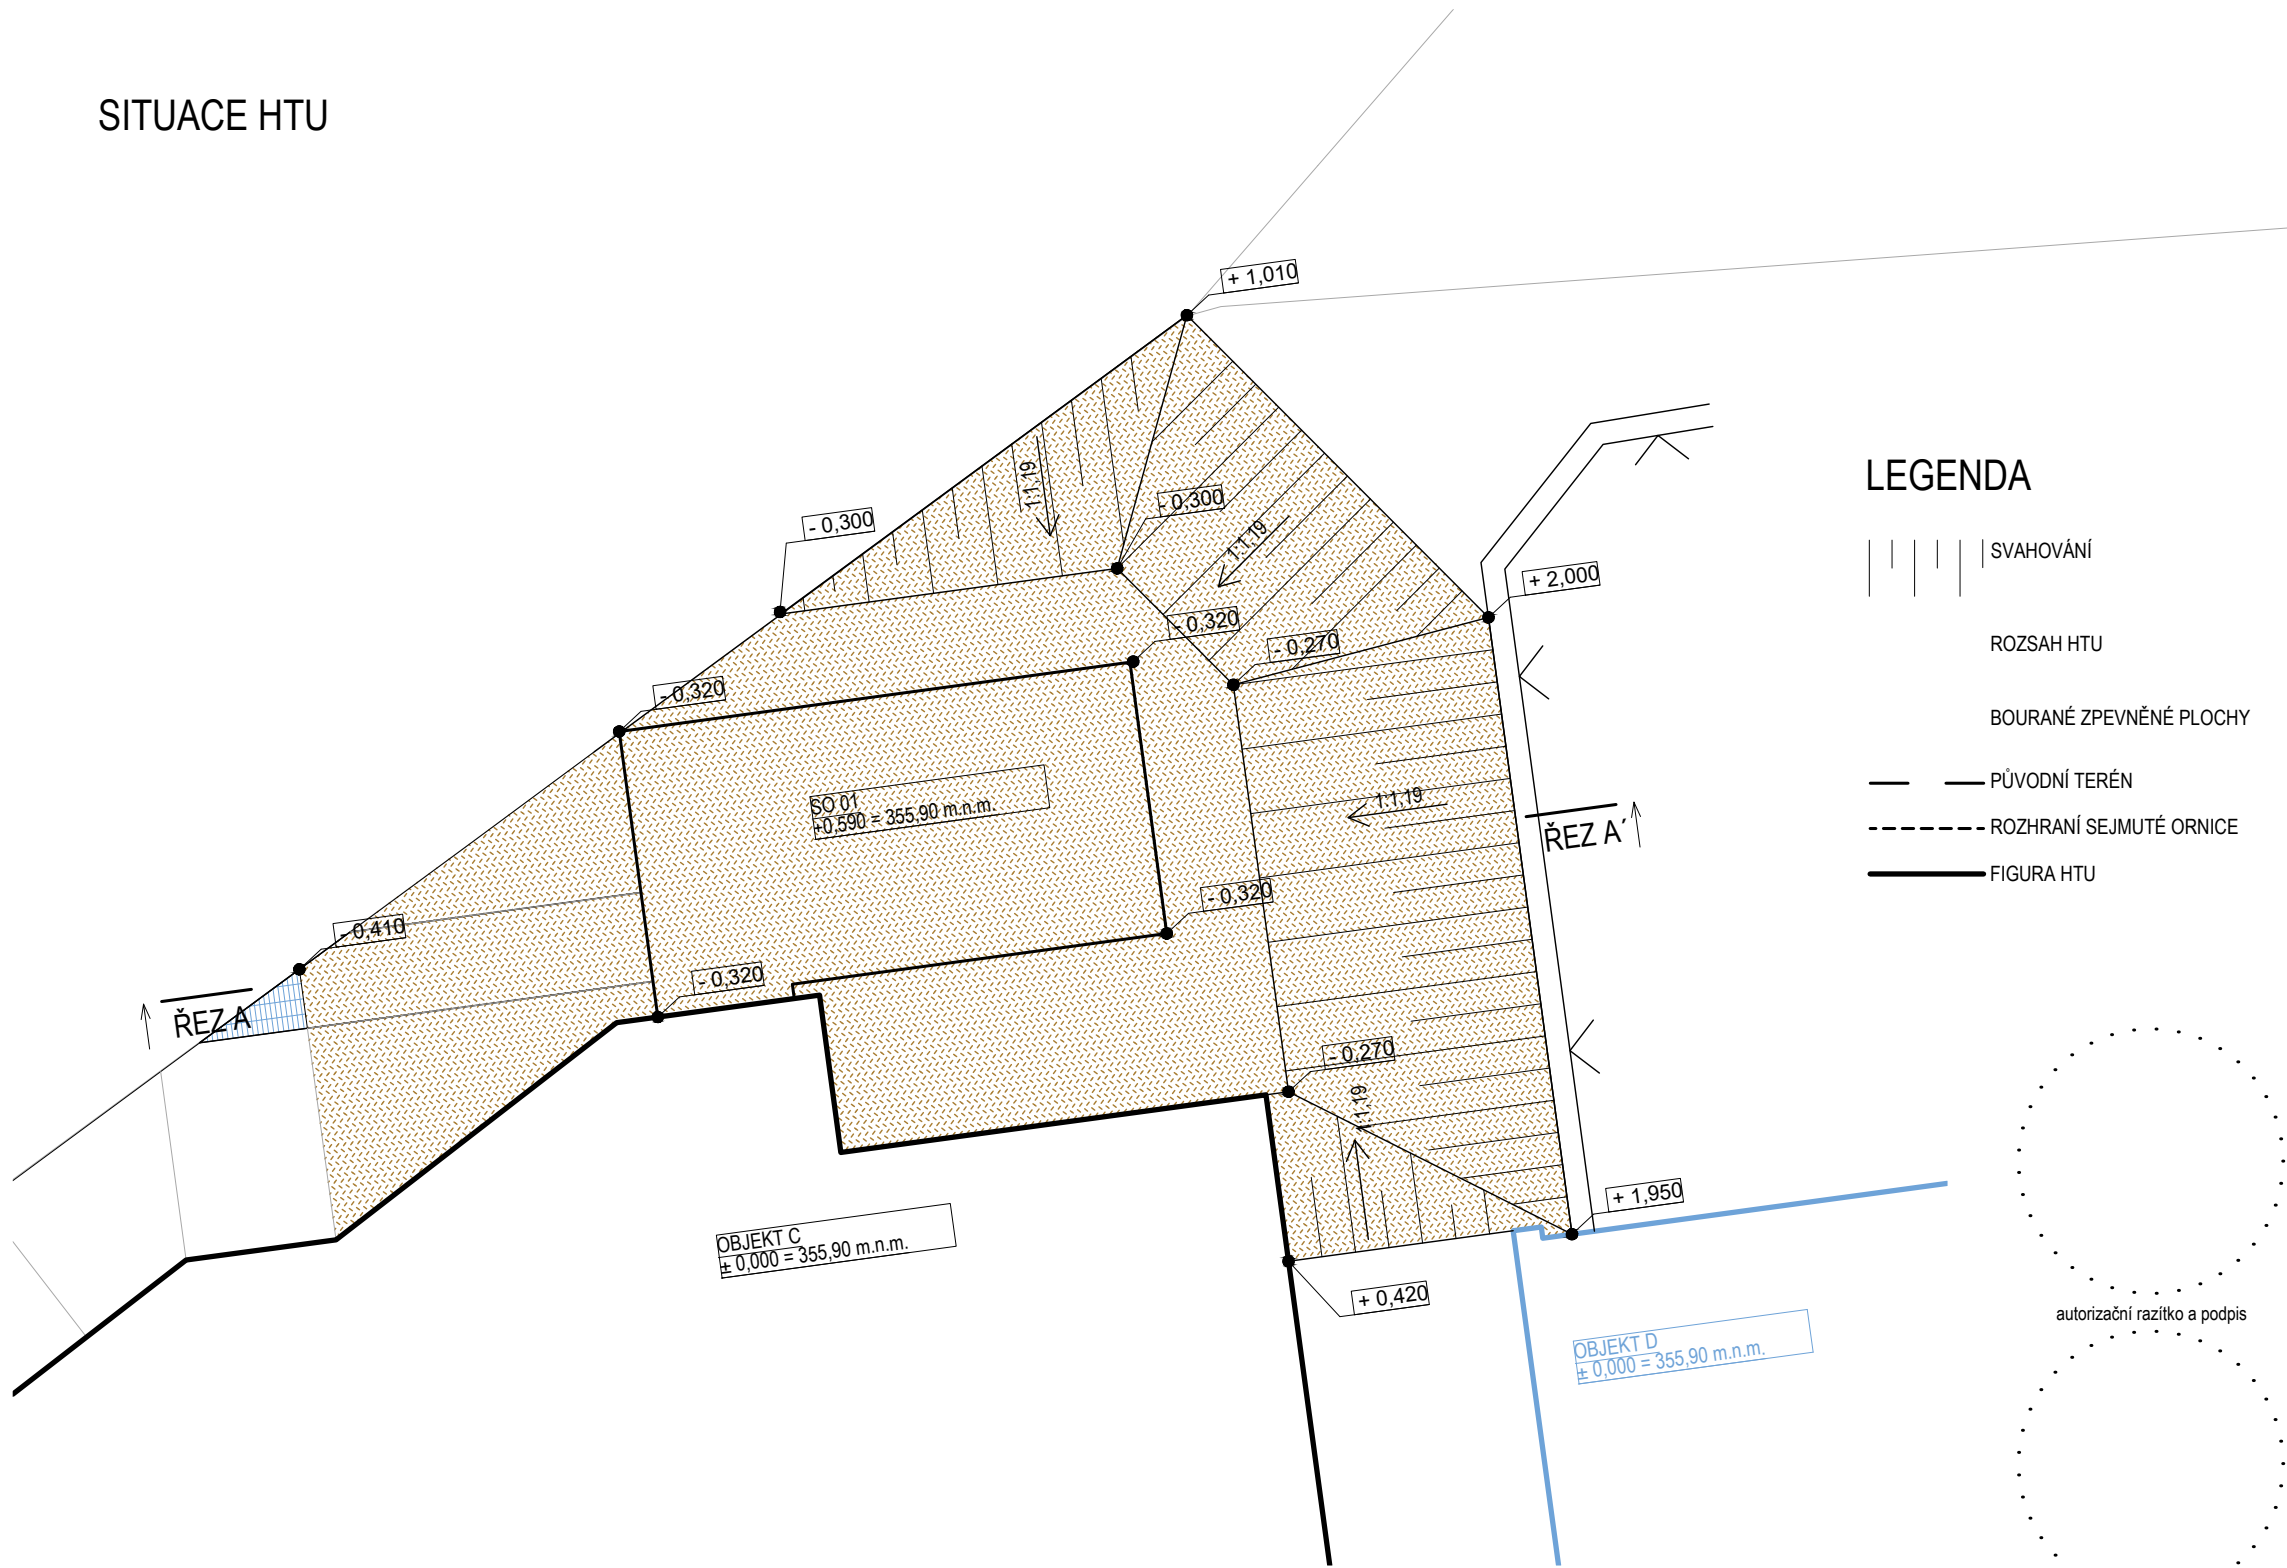 SITUACE HTU
+ 1,010
1:1,19
- 0,300
- 0,300
1:1,19
+ 2,000
- 0,320
- 0,270
- 0,320
SO 01
+0,590 = 355,90 m.n.m.
1:1,19
ŘEZ A´
- 0,320
- 0,410
- 0,320
ŘEZ A
- 0,270
1:1,19
+ 1,950
OBJEKT C
± 0,000 = 355,90 m.n.m.
+ 0,420
OBJEKT D
± 0,000 = 355,90 m.n.m.
LEGENDA
SVAHOVÁNÍ
ROZSAH HTU
BOURANÉ ZPEVNĚNÉ PLOCHY
PŮVODNÍ TERÉN
ROZHRANÍ SEJMUTÉ ORNICE
FIGURA HTU
autorizační razítko a podpis